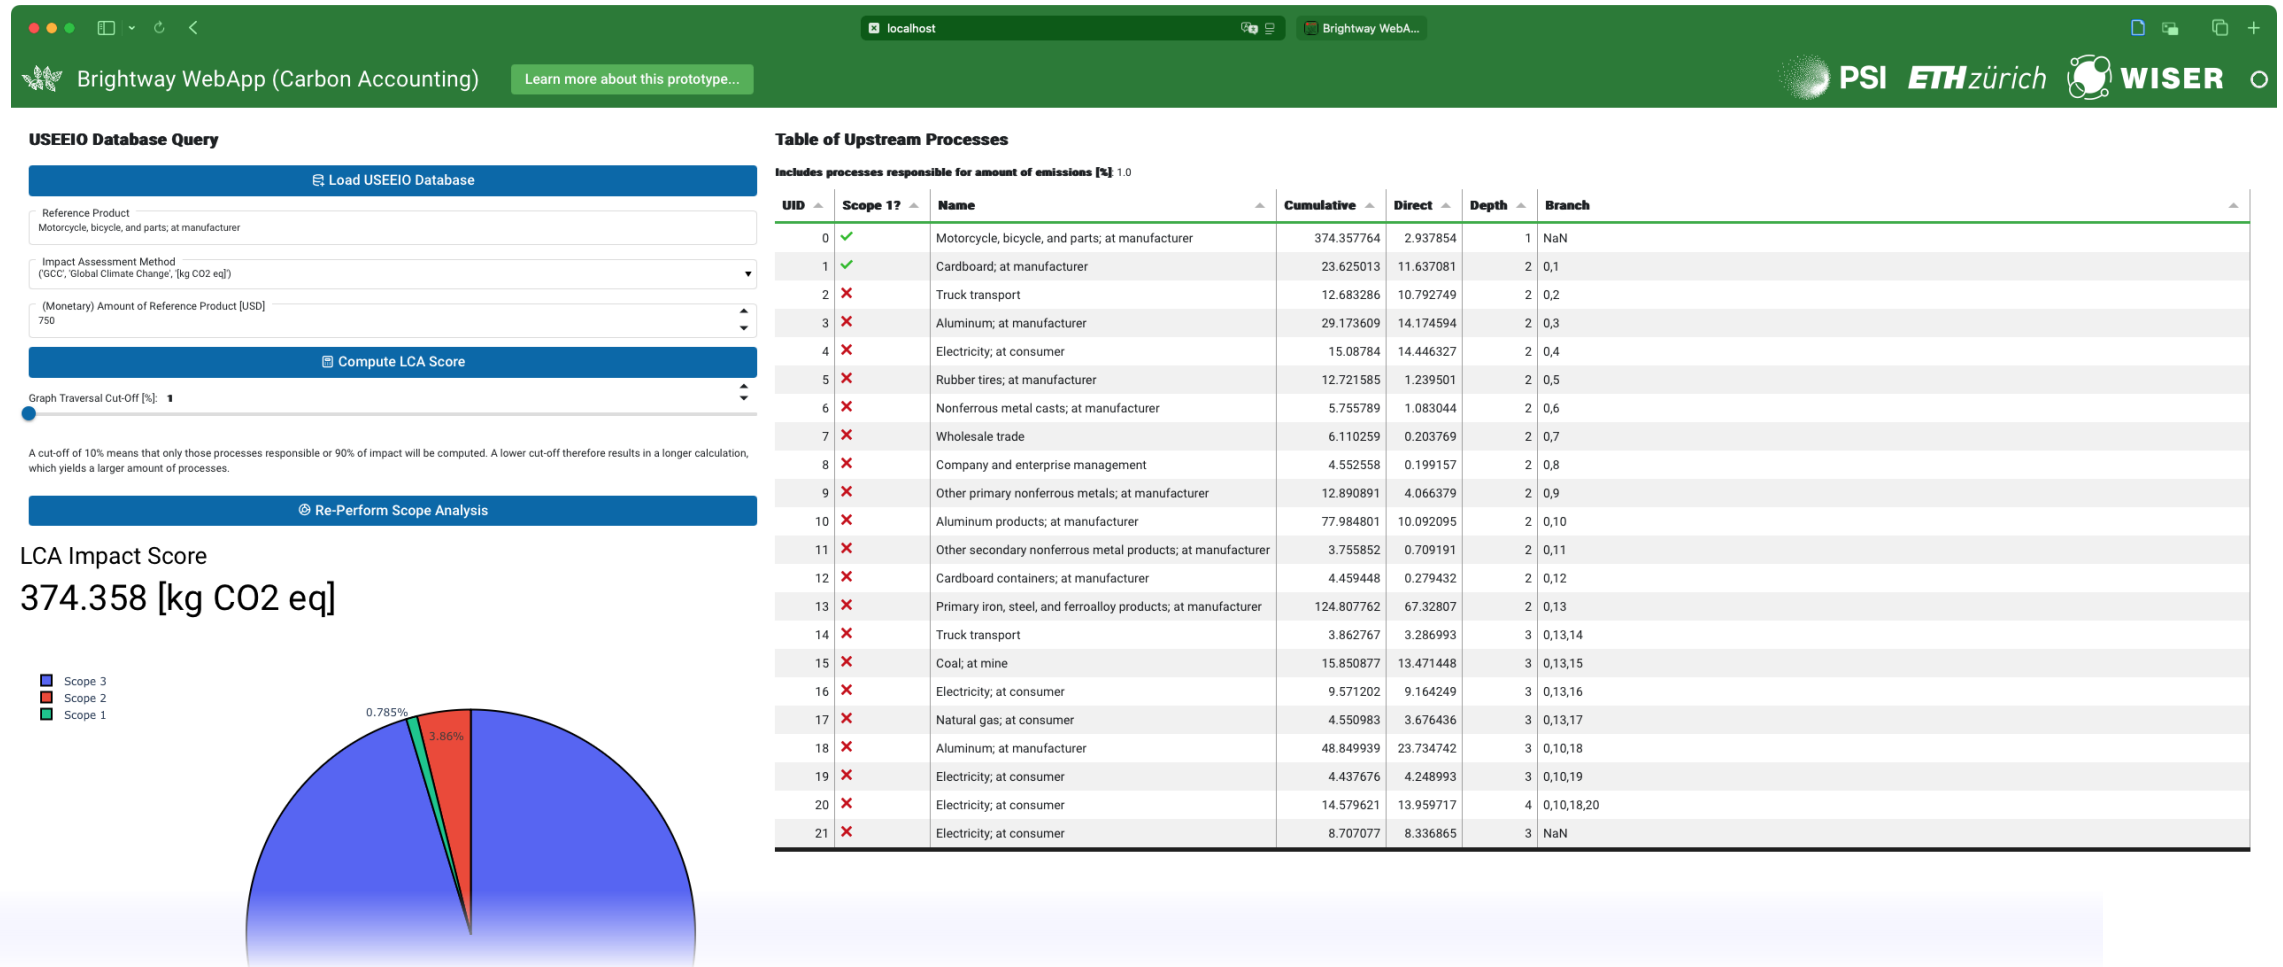 localhost
Brightway WebA...
Brightway WebApp (Carbon Accounting)
Learn more about this prototype...
PSI ETH zürich WISER
USEEIO Database Query
Load USEEIO Database
Reference Product
Motorcycle, bicycle, and parts; at manufacturer
Impact Assessment Method
('GCC', 'Global Climate Change', '[kg CO2 eq]')
(Monetary) Amount of Reference Product [USD]
750
Compute LCA Score
Graph Traversal Cut-Off [%]: 1
A cut-off of 10% means that only those processes responsible or 90% of impact will be computed. A lower cut-off therefore results in a longer calculation,
which yields a larger amount of processes.
Re-Perform Scope Analysis
LCA Impact Score
374.358 [kg CO2 eq]
Scope 3
Scope 2
Scope 1
0.785%
3.86%
Table of Upstream Processes
Includes processes responsible for amount of emissions [%]: 1.0
UID Scope 1? Name Cumulative Direct Depth Branch
0 Motorcycle, bicycle, and parts; at manufacturer 374.357764 2.937854 1 NaN
1 Cardboard; at manufacturer 23.625013 11.637081 2 0,1
2 Truck transport 12.683286 10.792749 2 0,2
3 Aluminum; at manufacturer 29.173609 14.174594 2 0,3
4 Electricity; at consumer 15.08784 14.446327 2 0,4
5 Rubber tires; at manufacturer 12.721585 1.239501 2 0,5
6 Nonferrous metal casts; at manufacturer 5.755789 1.083044 2 0,6
7 Wholesale trade 6.110259 0.203769 2 0,7
8 Company and enterprise management 4.552558 0.199157 2 0,8
9 Other primary nonferrous metals; at manufacturer 12.890891 4.066379 2 0,9
10 Aluminum products; at manufacturer 77.984801 10.092095 2 0,10
11 Other secondary nonferrous metal products; at manufacturer 3.755852 0.709191 2 0,11
12 Cardboard containers; at manufacturer 4.459448 0.279432 2 0,12
13 Primary iron, steel, and ferroalloy products; at manufacturer 124.807762 67.32807 2 0,13
14 Truck transport 3.862767 3.286993 3 0,13,14
15 Coal; at mine 15.850877 13.471448 3 0,13,15
16 Electricity; at consumer 9.571202 9.164249 3 0,13,16
17 Natural gas; at consumer 4.550983 3.676436 3 0,13,17
18 Aluminum; at manufacturer 48.849939 23.734742 3 0,10,18
19 Electricity; at consumer 4.437676 4.248993 3 0,10,19
20 Electricity; at consumer 14.579621 13.959717 4 0,10,18,20
21 Electricity; at consumer 8.707077 8.336865 3 NaN